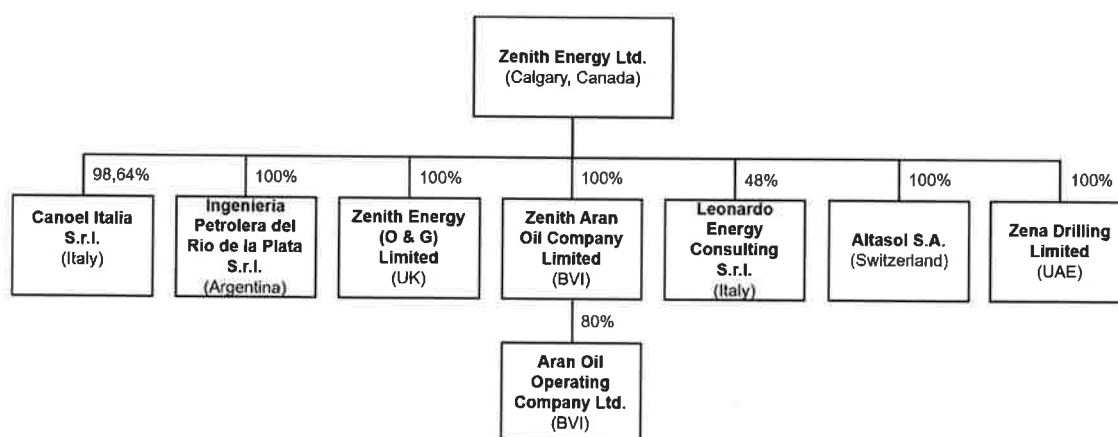 Zenith Energy Ltd.
(Calgary, Canada)
98,64%
100%
100%
100%
48%
100%
100%
Canoel Italia
S.r.l.
(Italy)
Ingenieria
Petrolera del
Rio de la Plata
S.r.l.
(Argentina)
Zenith Energy
(O & G)
Limited
(UK)
Zenith Aran
Oil Company
Limited
(BVI)
Leonardo
Energy
Consulting
S.r.l.
(Italy)
Altasol S.A.
(Switzerland)
Zena Drilling
Limited
(UAE)
80%
Aran Oil
Operating
Company Ltd.
(BVI)